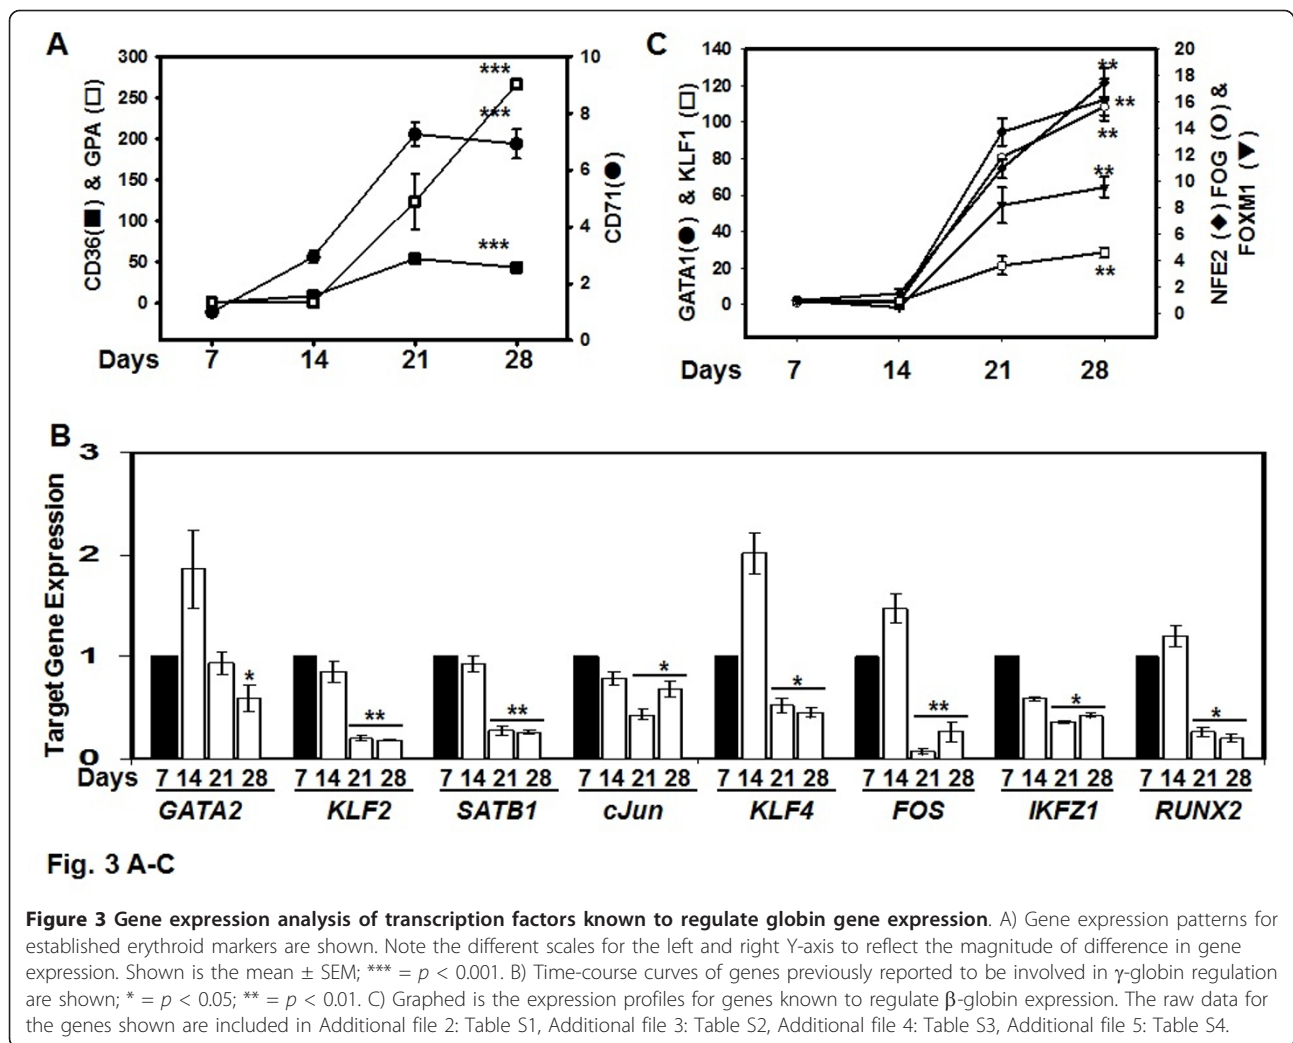 A
C
300
250
200
150
100
50
0
CD36(■) & GPA (□)
10
8
6
4
2
0
CD71(●)
***
***
***
Days 7 14 21 28
140
120
100
80
60
40
20
0
GATA1(●) & KLF1 (□)
20
18
16
14
12
10
8
6
4
2
1
0
NFE2 (◆) FOG (O) &
FOXM1 (▼)
**
**
**
**
**
Days 7 14 21 28
B
3
2
1
0
Target Gene Expression
*
**
**
*
*
**
*
*
Days 7 14 21 28 7 14 21 28 7 14 21 28 7 14 21 28 7 14 21 28 7 14 21 28 7 14 21 28 7 14 21 28
GATA2 KLF2 SATB1 cJun KLF4 FOS IKFZ1 RUNX2
Fig. 3 A-C
Figure 3 Gene expression analysis of transcription factors known to regulate globin gene expression. A) Gene expression patterns for
established erythroid markers are shown. Note the different scales for the left and right Y-axis to reflect the magnitude of difference in gene
expression. Shown is the mean ± SEM; *** = p < 0.001. B) Time-course curves of genes previously reported to be involved in γ-globin regulation
are shown; * = p < 0.05; ** = p < 0.01. C) Graphed is the expression profiles for genes known to regulate β-globin expression. The raw data for
the genes shown are included in Additional file 2: Table S1, Additional file 3: Table S2, Additional file 4: Table S3, Additional file 5: Table S4.